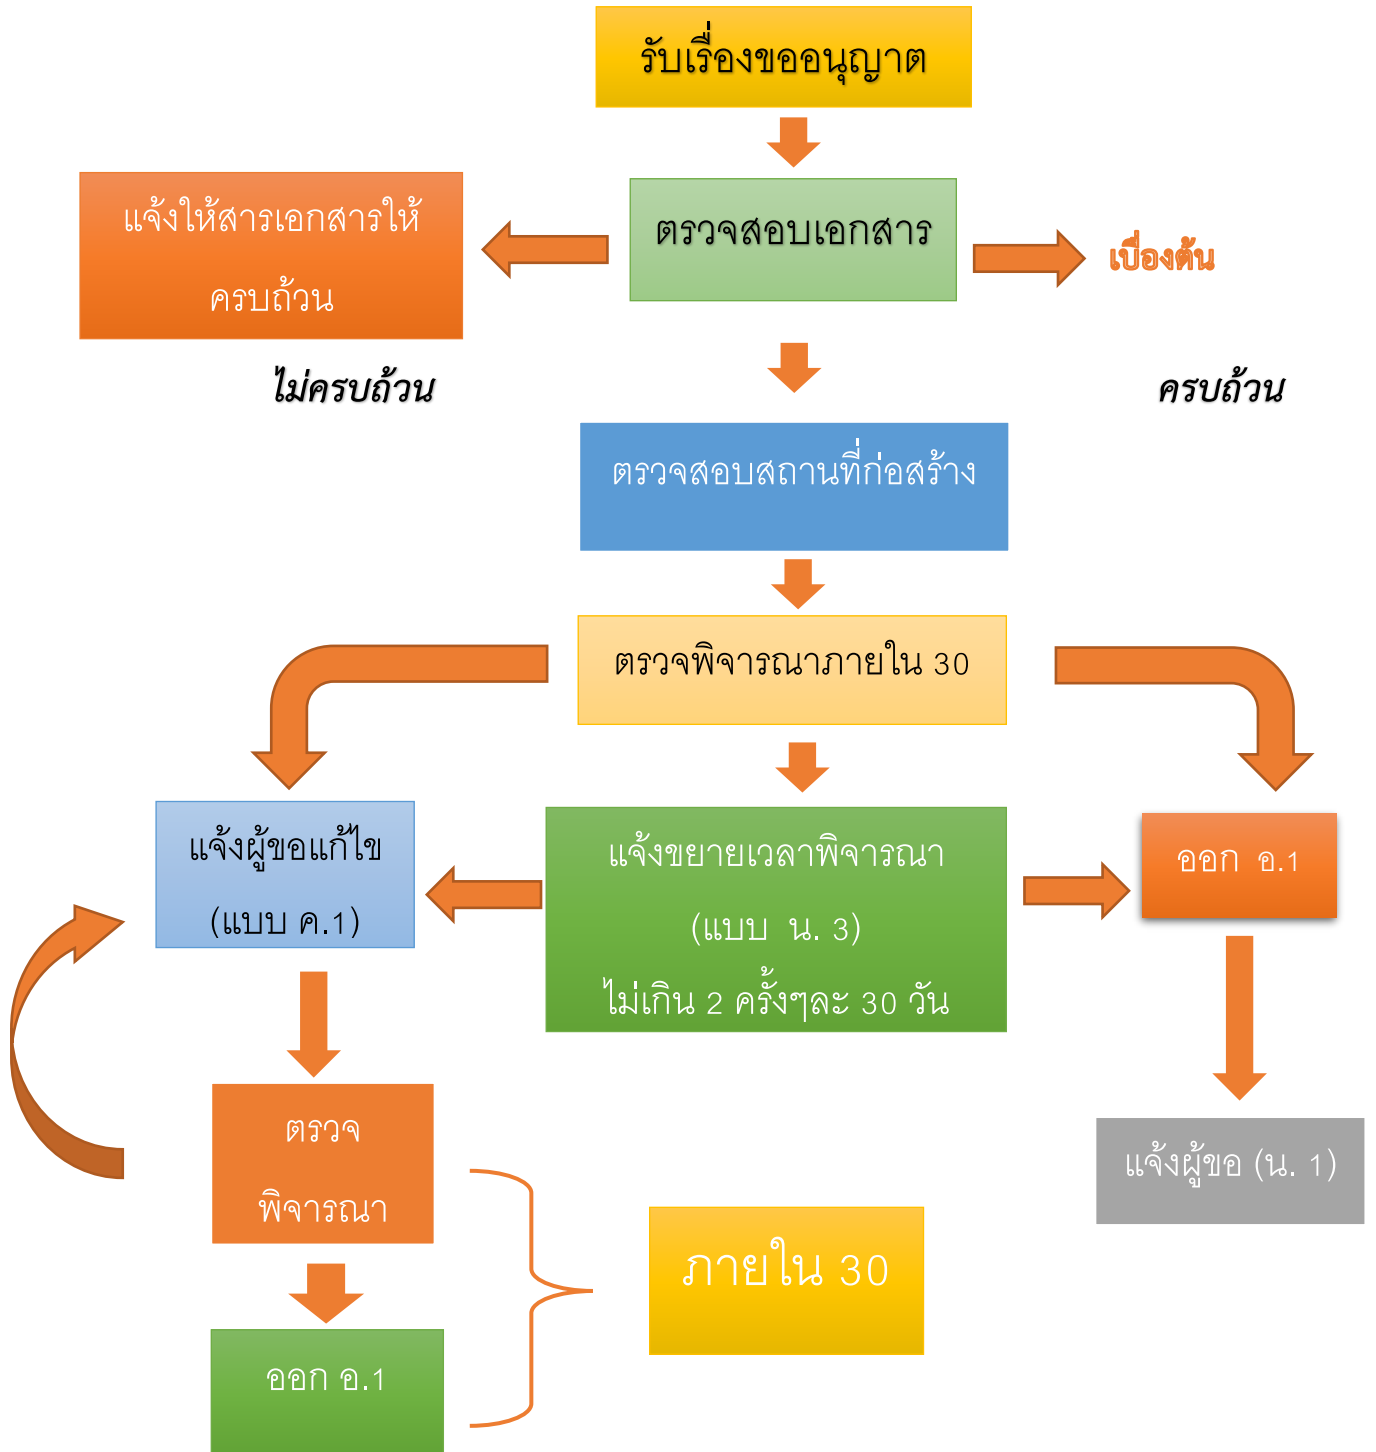 รับเรื่องขออนุญาต
แจ้งให้สารเอกสารให้
ครบถ้วน
ตรวจสอบเอกสาร
เบื่องต้น
ไม่ครบถ้วน
ครบถ้วน
ตรวจสอบสถานที่ก่อสร้าง
ตรวจพิจารณาภายใน 30
แจ้งผู้ขอแก้ไข
(แบบ ค.1)
แจ้งขยายเวลาพิจารณา
(แบบ น. 3)
ไม่เกิน 2 ครั้งๆละ 30 วัน
ออก อ.1
ตรวจ
พิจารณา
แจ้งผู้ขอ (น. 1)
ภายใน 30
ออก อ.1